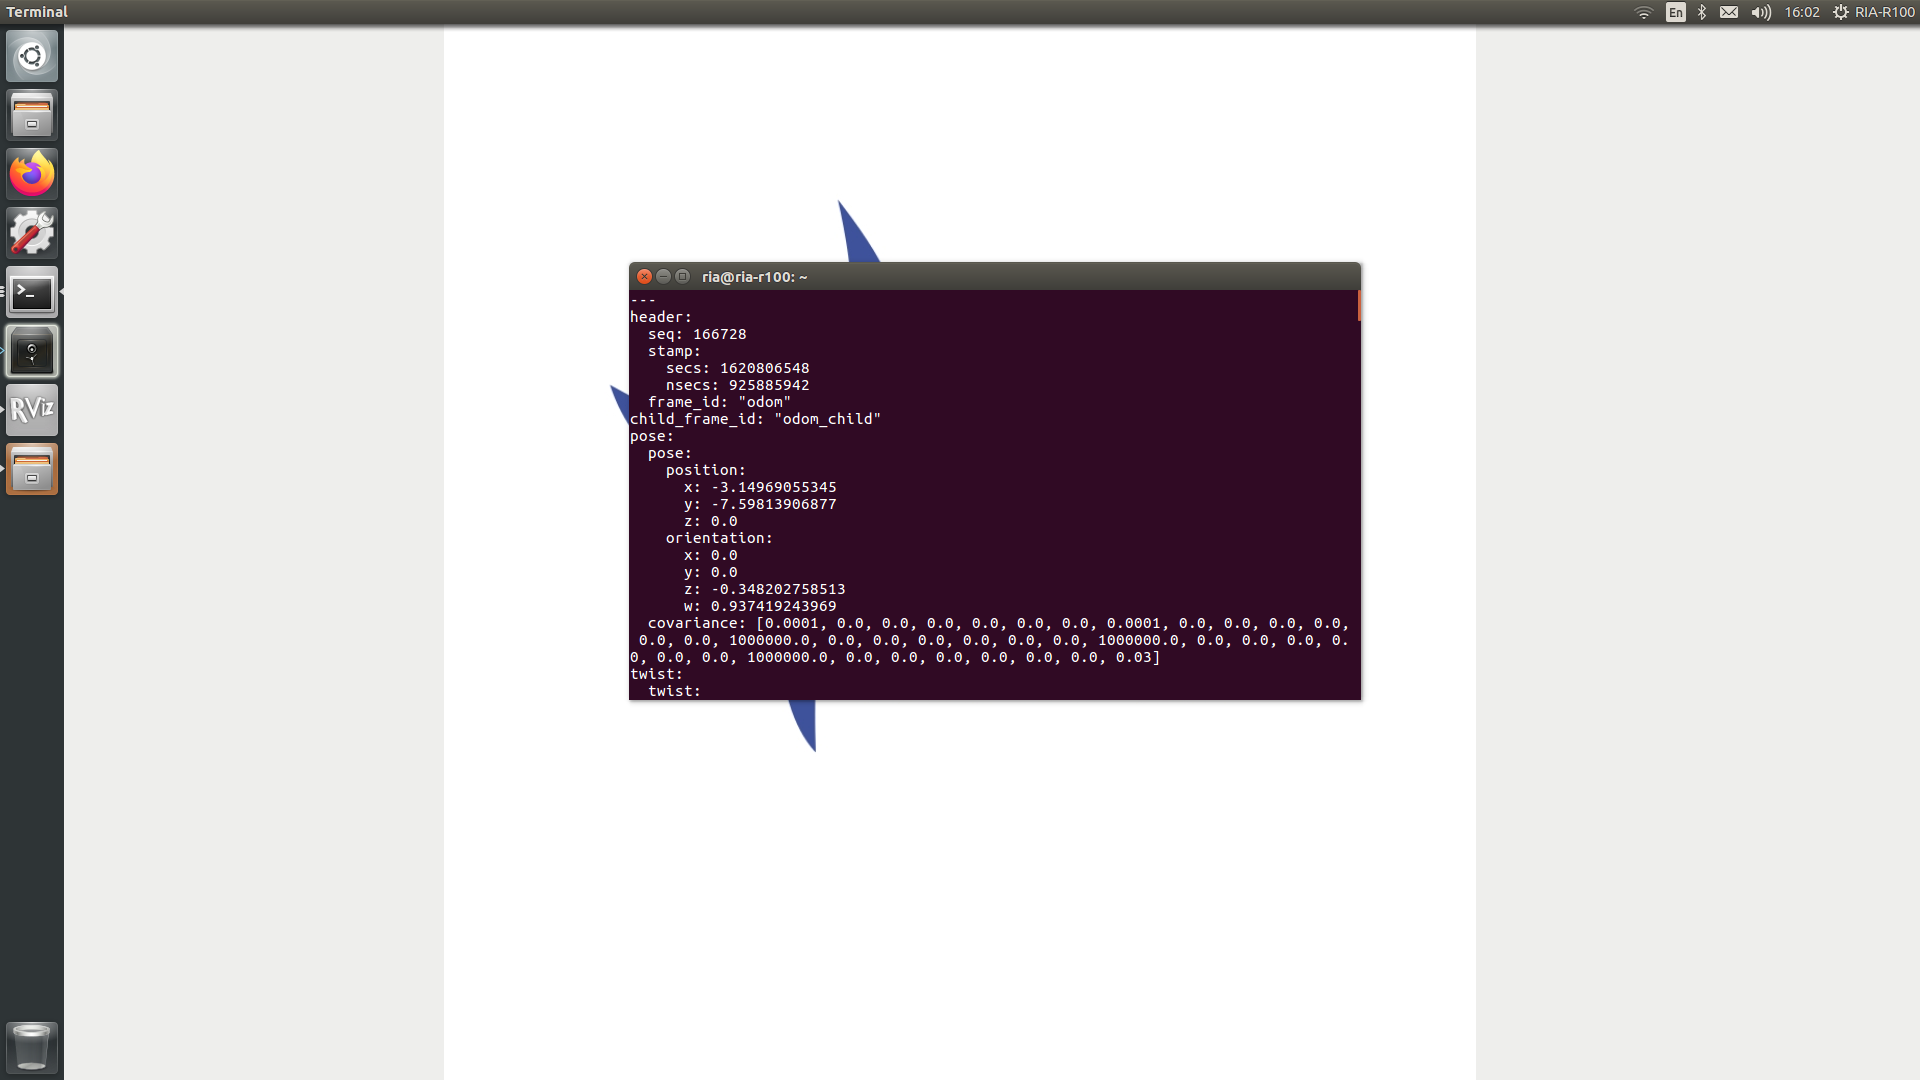 Terminal
En
16:02
RIA-R100
ria@ria-r100: ~
---
header:
seq: 166728
stamp:
secs: 1620806548
nsecs: 925885942
frame_id: "odom"
child_frame_id: "odom_child"
pose:
pose:
position:
x: -3.14969055345
y: -7.59813906877
z: 0.0
orientation:
x: 0.0
y: 0.0
z: -0.348202758513
w: 0.937419243969
covariance: [0.0001, 0.0, 0.0, 0.0, 0.0, 0.0, 0.0, 0.0001, 0.0, 0.0, 0.0, 0.0,
0.0, 0.0, 1000000.0, 0.0, 0.0, 0.0, 0.0, 0.0, 0.0, 1000000.0, 0.0, 0.0, 0.0, 0.
0, 0.0, 0.0, 1000000.0, 0.0, 0.0, 0.0, 0.0, 0.0, 0.0, 0.03]
twist:
twist:
>_
RViz